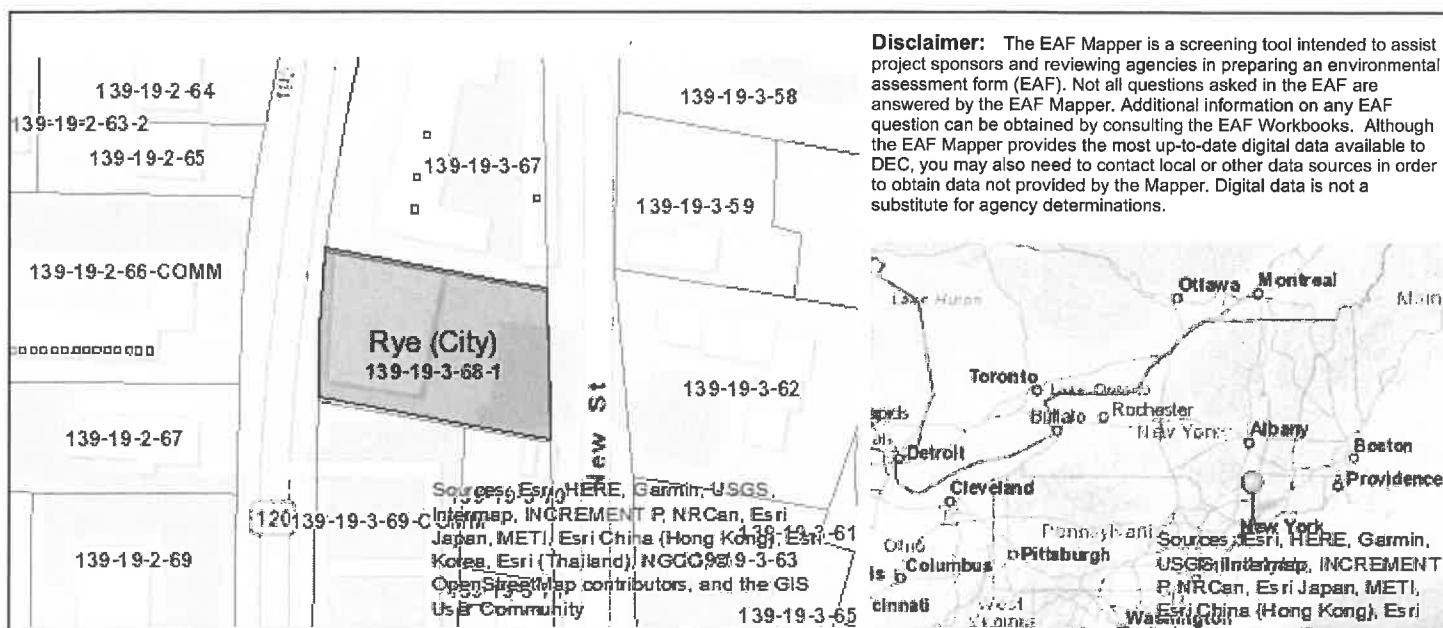 Disclaimer: The EAF Mapper is a screening tool intended to assist
project sponsors and reviewing agencies in preparing an environmental
assessment form (EAF). Not all questions asked in the EAF are
answered by the EAF Mapper. Additional information on any EAF
question can be obtained by consulting the EAF Workbooks. Although
the EAF Mapper provides the most up-to-date digital data available to
DEC, you may also need to contact local or other data sources in order
to obtain data not provided by the Mapper. Digital data is not a
substitute for agency determinations.
139-19-2-64
139-19-2-63-2
139-19-2-65
139-19-3-58
139-19-3-67
139-19-3-59
139-19-2-66-COMM
Rye (City)
139-19-3-68-1
139-19-3-62
139-19-2-67
New St
120
139-19-3-69-COMM
139-19-2-69
139-19-3-61
139-19-3-63
139-19-3-65
Sources: Esri, HERE, Garmin, USGS,
Intermap, INCREMENT P, NRCan, Esri
Japan, METI, Esri China (Hong Kong), Esri
Korea, Esri (Thailand), NGCC, ©
OpenStreetMap contributors, and the GIS
User Community
Ottawa
Montreal
Lake Huron
Main
Toronto
Lake Ontario
Buffalo
Rochester
New York
Albany
Boston
Detroit
Providence
Cleveland
New York
Pennsylvania
Pittsburgh
Ohio
Columbus
cinnati
West
Washington
Sources: Esri, HERE, Garmin,
USGS, Intermap, INCREMENT
P, NRCan, Esri Japan, METI,
Esri China (Hong Kong), Esri